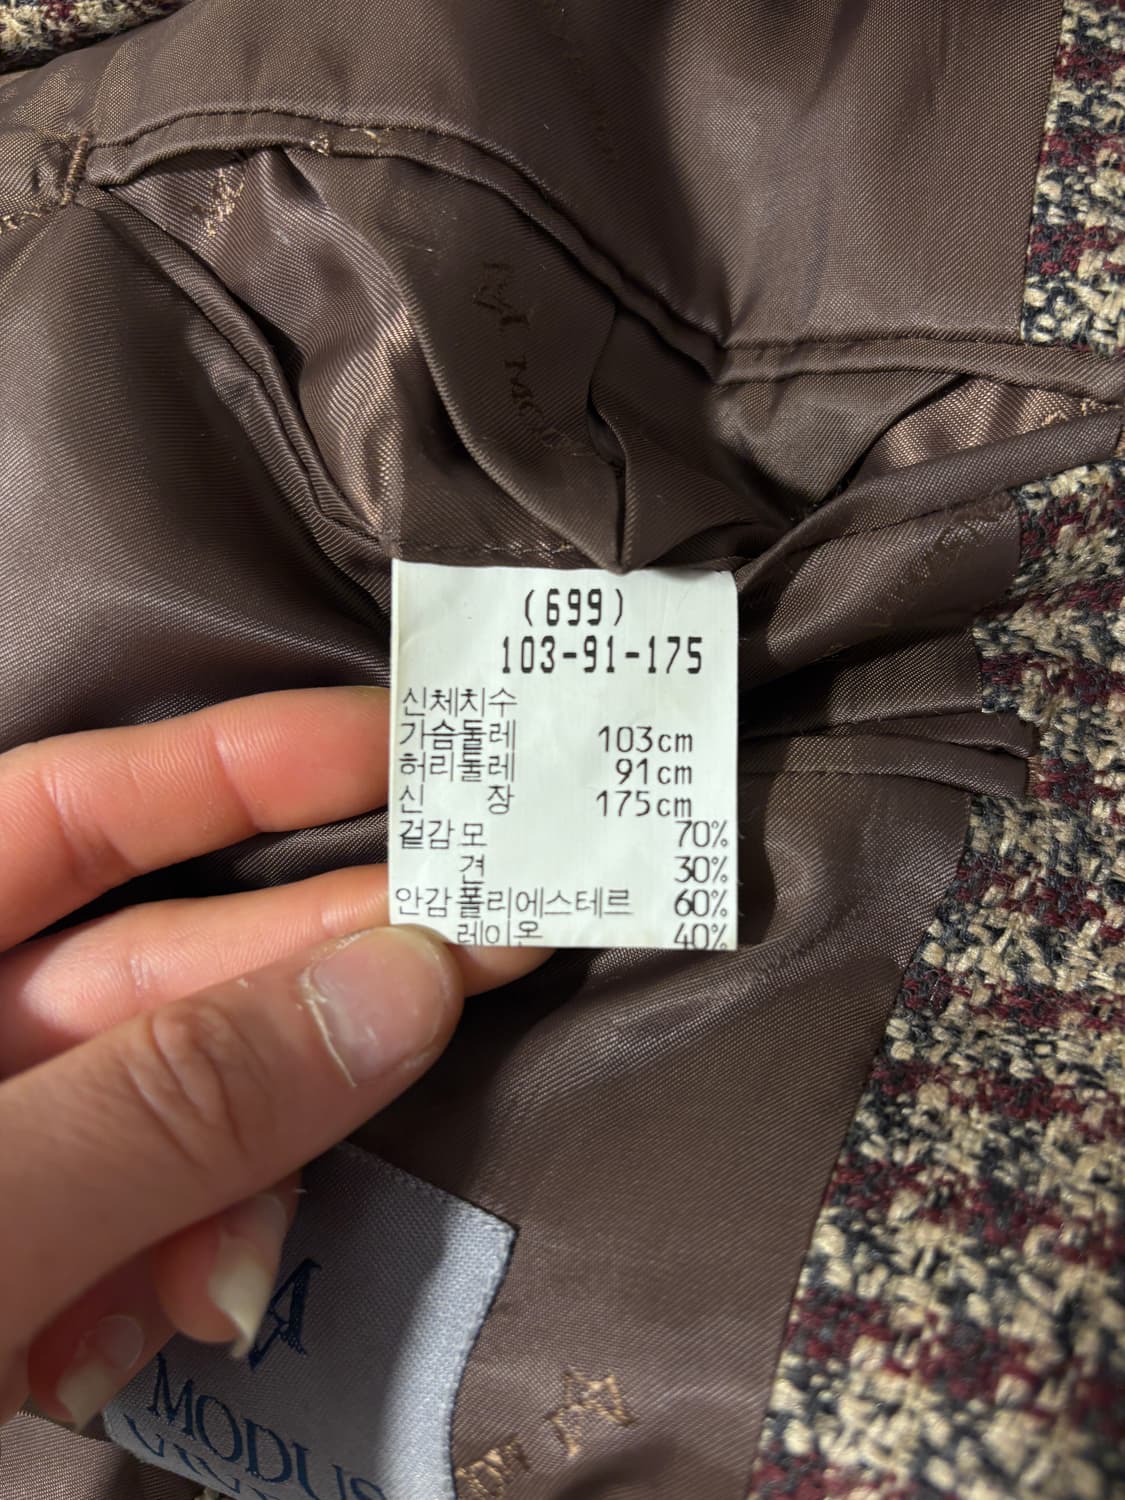 (699)
103-91-175
신체치수
가슴둘레 103cm
허리둘레 91cm
신 장 175cm
겉감 모 70%
견 30%
안감 폴리에스테르 60%
레이온 40%
MODUS